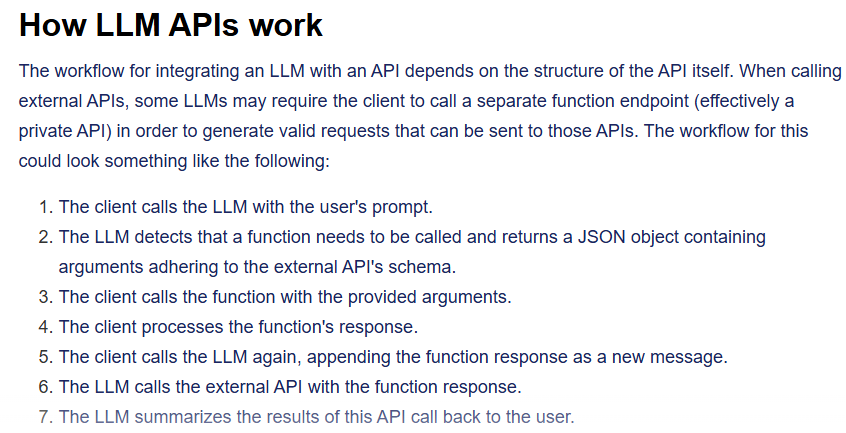 How LLM APIs work
The workflow for integrating an LLM with an API depends on the structure of the API itself. When calling
external APIs, some LLMs may require the client to call a separate function endpoint (effectively a
private API) in order to generate valid requests that can be sent to those APIs. The workflow for this
could look something like the following:
1. The client calls the LLM with the user's prompt.
2. The LLM detects that a function needs to be called and returns a JSON object containing
arguments adhering to the external API's schema.
3. The client calls the function with the provided arguments.
4. The client processes the function's response.
5. The client calls the LLM again, appending the function response as a new message.
6. The LLM calls the external API with the function response.
7. The LLM summarizes the results of this API call back to the user.